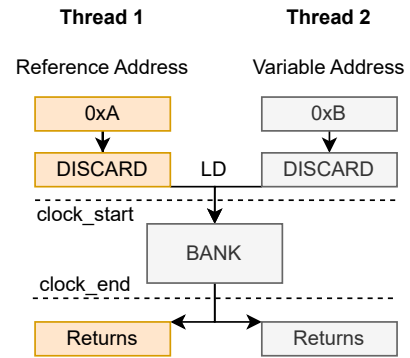 Thread 1
Thread 2
Reference Address
Variable Address
0xA
0xB
DISCARD
LD
DISCARD
clock_start
BANK
clock_end
Returns
Returns